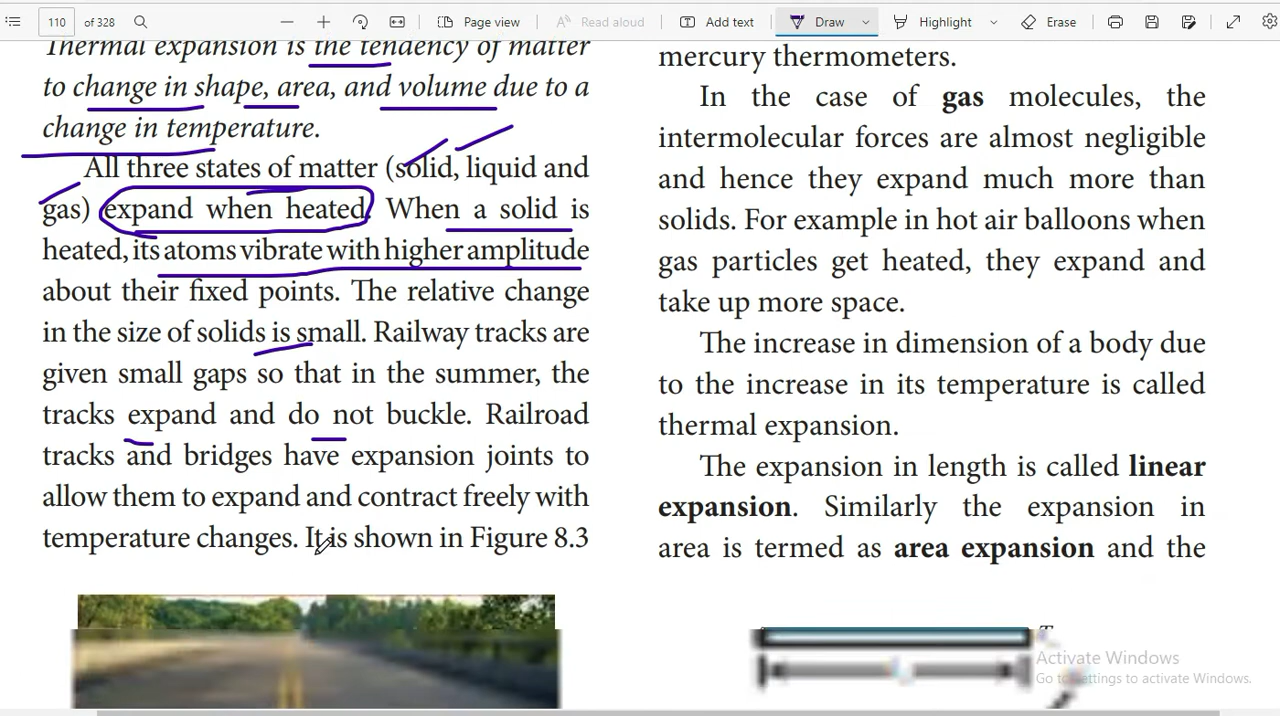 110 of 328
Page view
Read aloud
Add text
Draw
Highlight
Erase
Thermal expansion is the tendency of matter
to change in shape, area, and volume due to a
change in temperature.
All three states of matter (solid, liquid and
gas) expand when heated. When a solid is
heated, its atoms vibrate with higher amplitude
about their fixed points. The relative change
in the size of solids is small. Railway tracks are
given small gaps so that in the summer, the
tracks expand and do not buckle. Railroad
tracks and bridges have expansion joints to
allow them to expand and contract freely with
temperature changes. It is shown in Figure 8.3
mercury thermometers.
In the case of gas molecules, the
intermolecular forces are almost negligible
and hence they expand much more than
solids. For example in hot air balloons when
gas particles get heated, they expand and
take up more space.
The increase in dimension of a body due
to the increase in its temperature is called
thermal expansion.
The expansion in length is called linear
expansion. Similarly the expansion in
area is termed as area expansion and the
Activate Windows
Go to Settings to activate Windows.